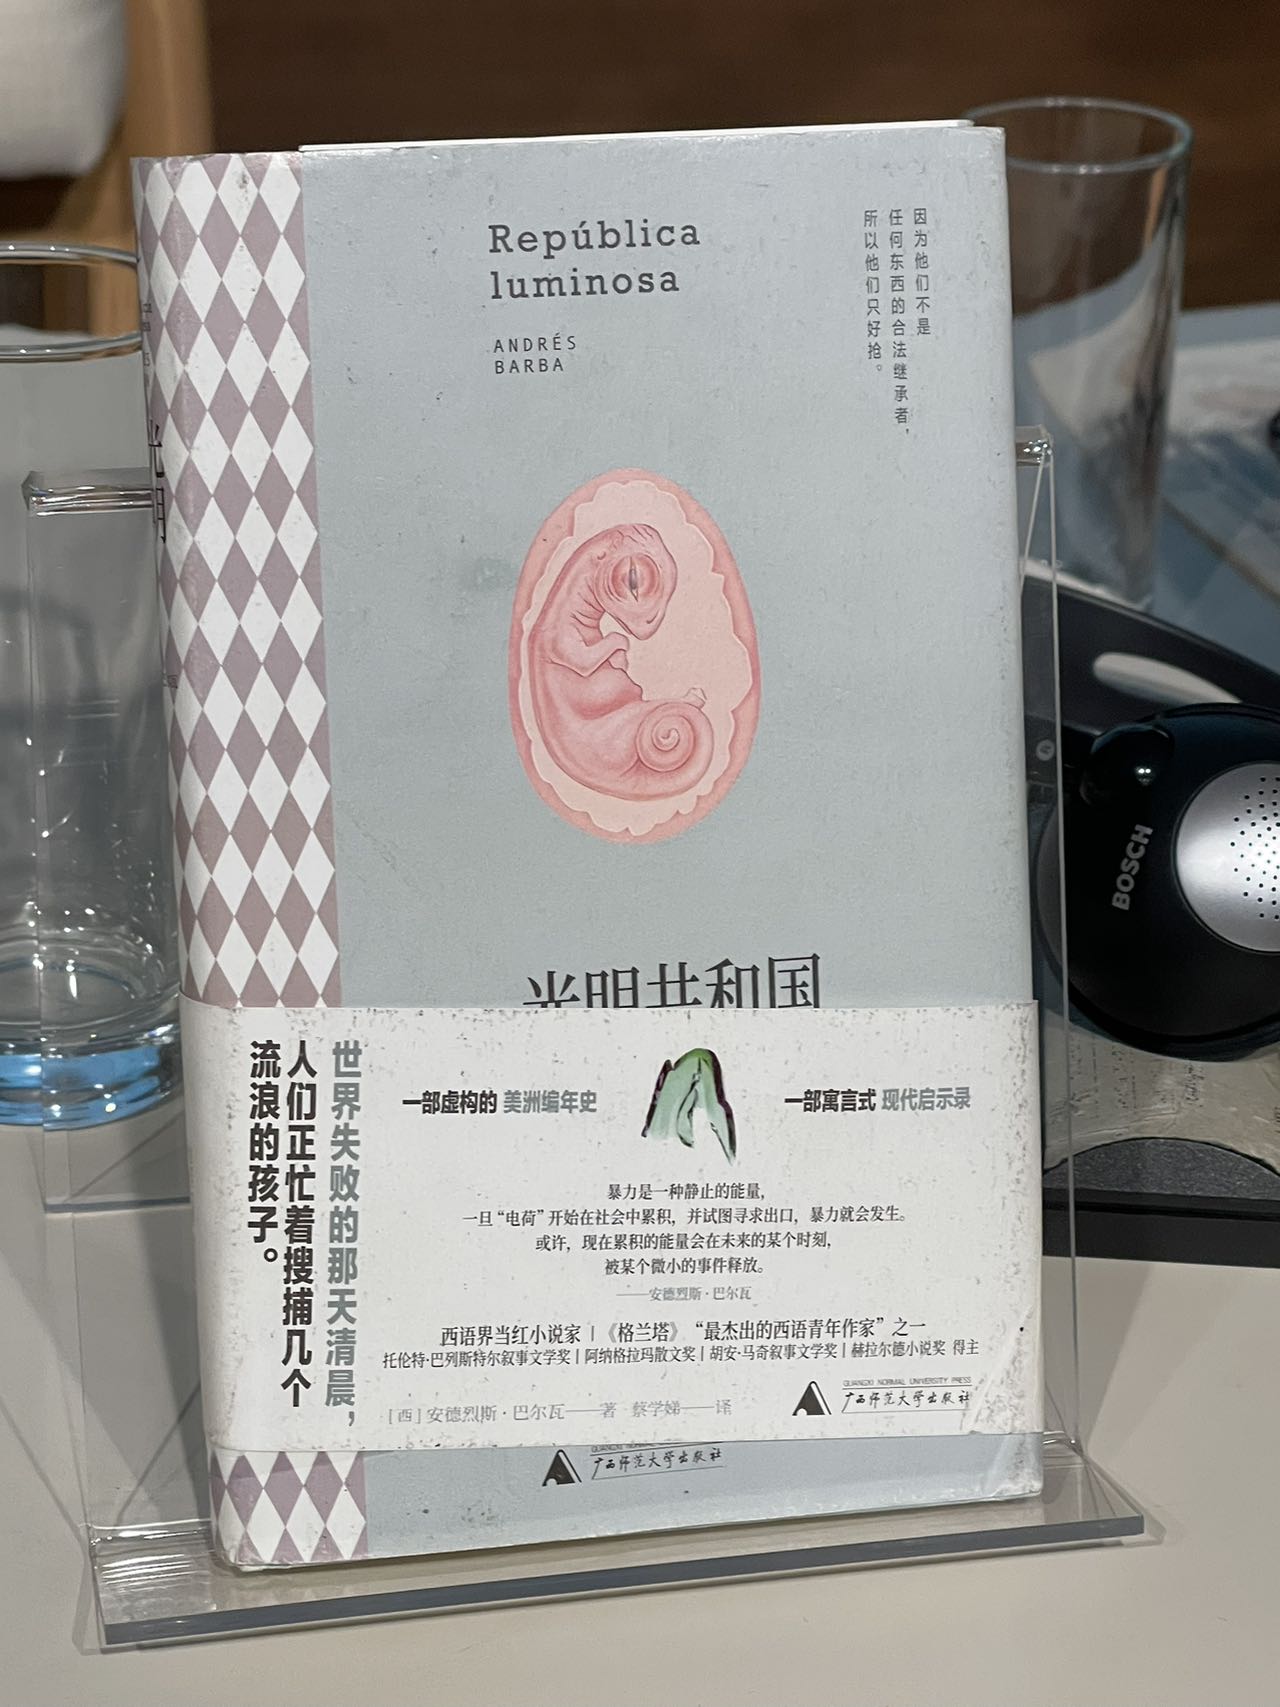 República
luminosa
ANDRÉS
BARBA
因为他们不是
任何东西的合法继承者，
所以他们只好抢。
光明
光明共和国
世界失败的那天清晨，
人们正忙着搜捕几个
流浪的孩子。
一部虚构的 美洲编年史
一部寓言式 现代启示录
暴力是一种静止的能量，
一旦“电荷”开始在社会中累积，并试图寻求出口，暴力就会发生。
或许，现在累积的能量会在未来的某个时刻，
被某个微小的事件释放。
——安德烈斯·巴尔瓦
西语界当红小说家 |《格兰塔》“最杰出的西语青年作家”之一
托伦特·巴列斯特尔叙事文学奖 | 阿纳格拉玛散文奖 | 胡安·马奇叙事文学奖 | 赫拉尔德小说奖 得主
[西] 安德烈斯·巴尔瓦——著 蔡学娣——译
GUANGXI NORMAL UNIVERSITY PRESS
广西师范大学出版社
GUANGXI NORMAL UNIVERSITY PRESS
广西师范大学出版社
BOSCH